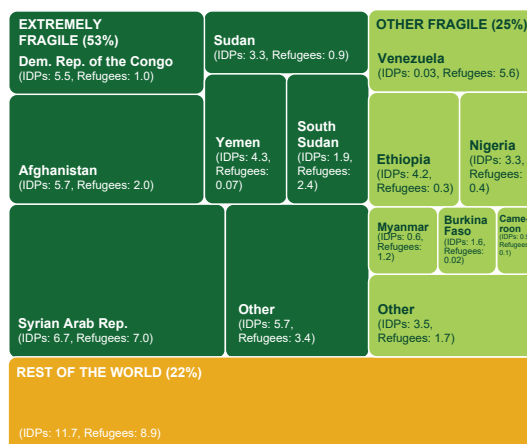 EXTREMELY
FRAGILE (53%)
Dem. Rep. of the Congo
(IDPs: 5.5, Refugees: 1.0)
Sudan
(IDPs: 3.3, Refugees: 0.9)
OTHER FRAGILE (25%)
Venezuela
(IDPs: 0.03, Refugees: 5.6)
Afghanistan
(IDPs: 5.7, Refugees: 2.0)
Yemen
(IDPs: 4.3,
Refugees:
0.07)
South
Sudan
(IDPs: 1.9,
Refugees:
2.4)
Ethiopia
(IDPs: 4.2,
Refugees: 0.3)
Nigeria
(IDPs: 3.3,
Refugees:
0.4)
Myanmar
(IDPs: 0.6,
Refugees:
1.2)
Burkina
Faso
(IDPs: 1.6,
Refugees:
0.02)
Came-
roon
(IDPs:
Refugees:
0.1)
Syrian Arab Rep.
(IDPs: 6.7, Refugees: 7.0)
Other
(IDPs: 5.7,
Refugees: 3.4)
Other
(IDPs: 3.5,
Refugees: 1.7)
REST OF THE WORLD (22%)
(IDPs: 11.7, Refugees: 8.9)